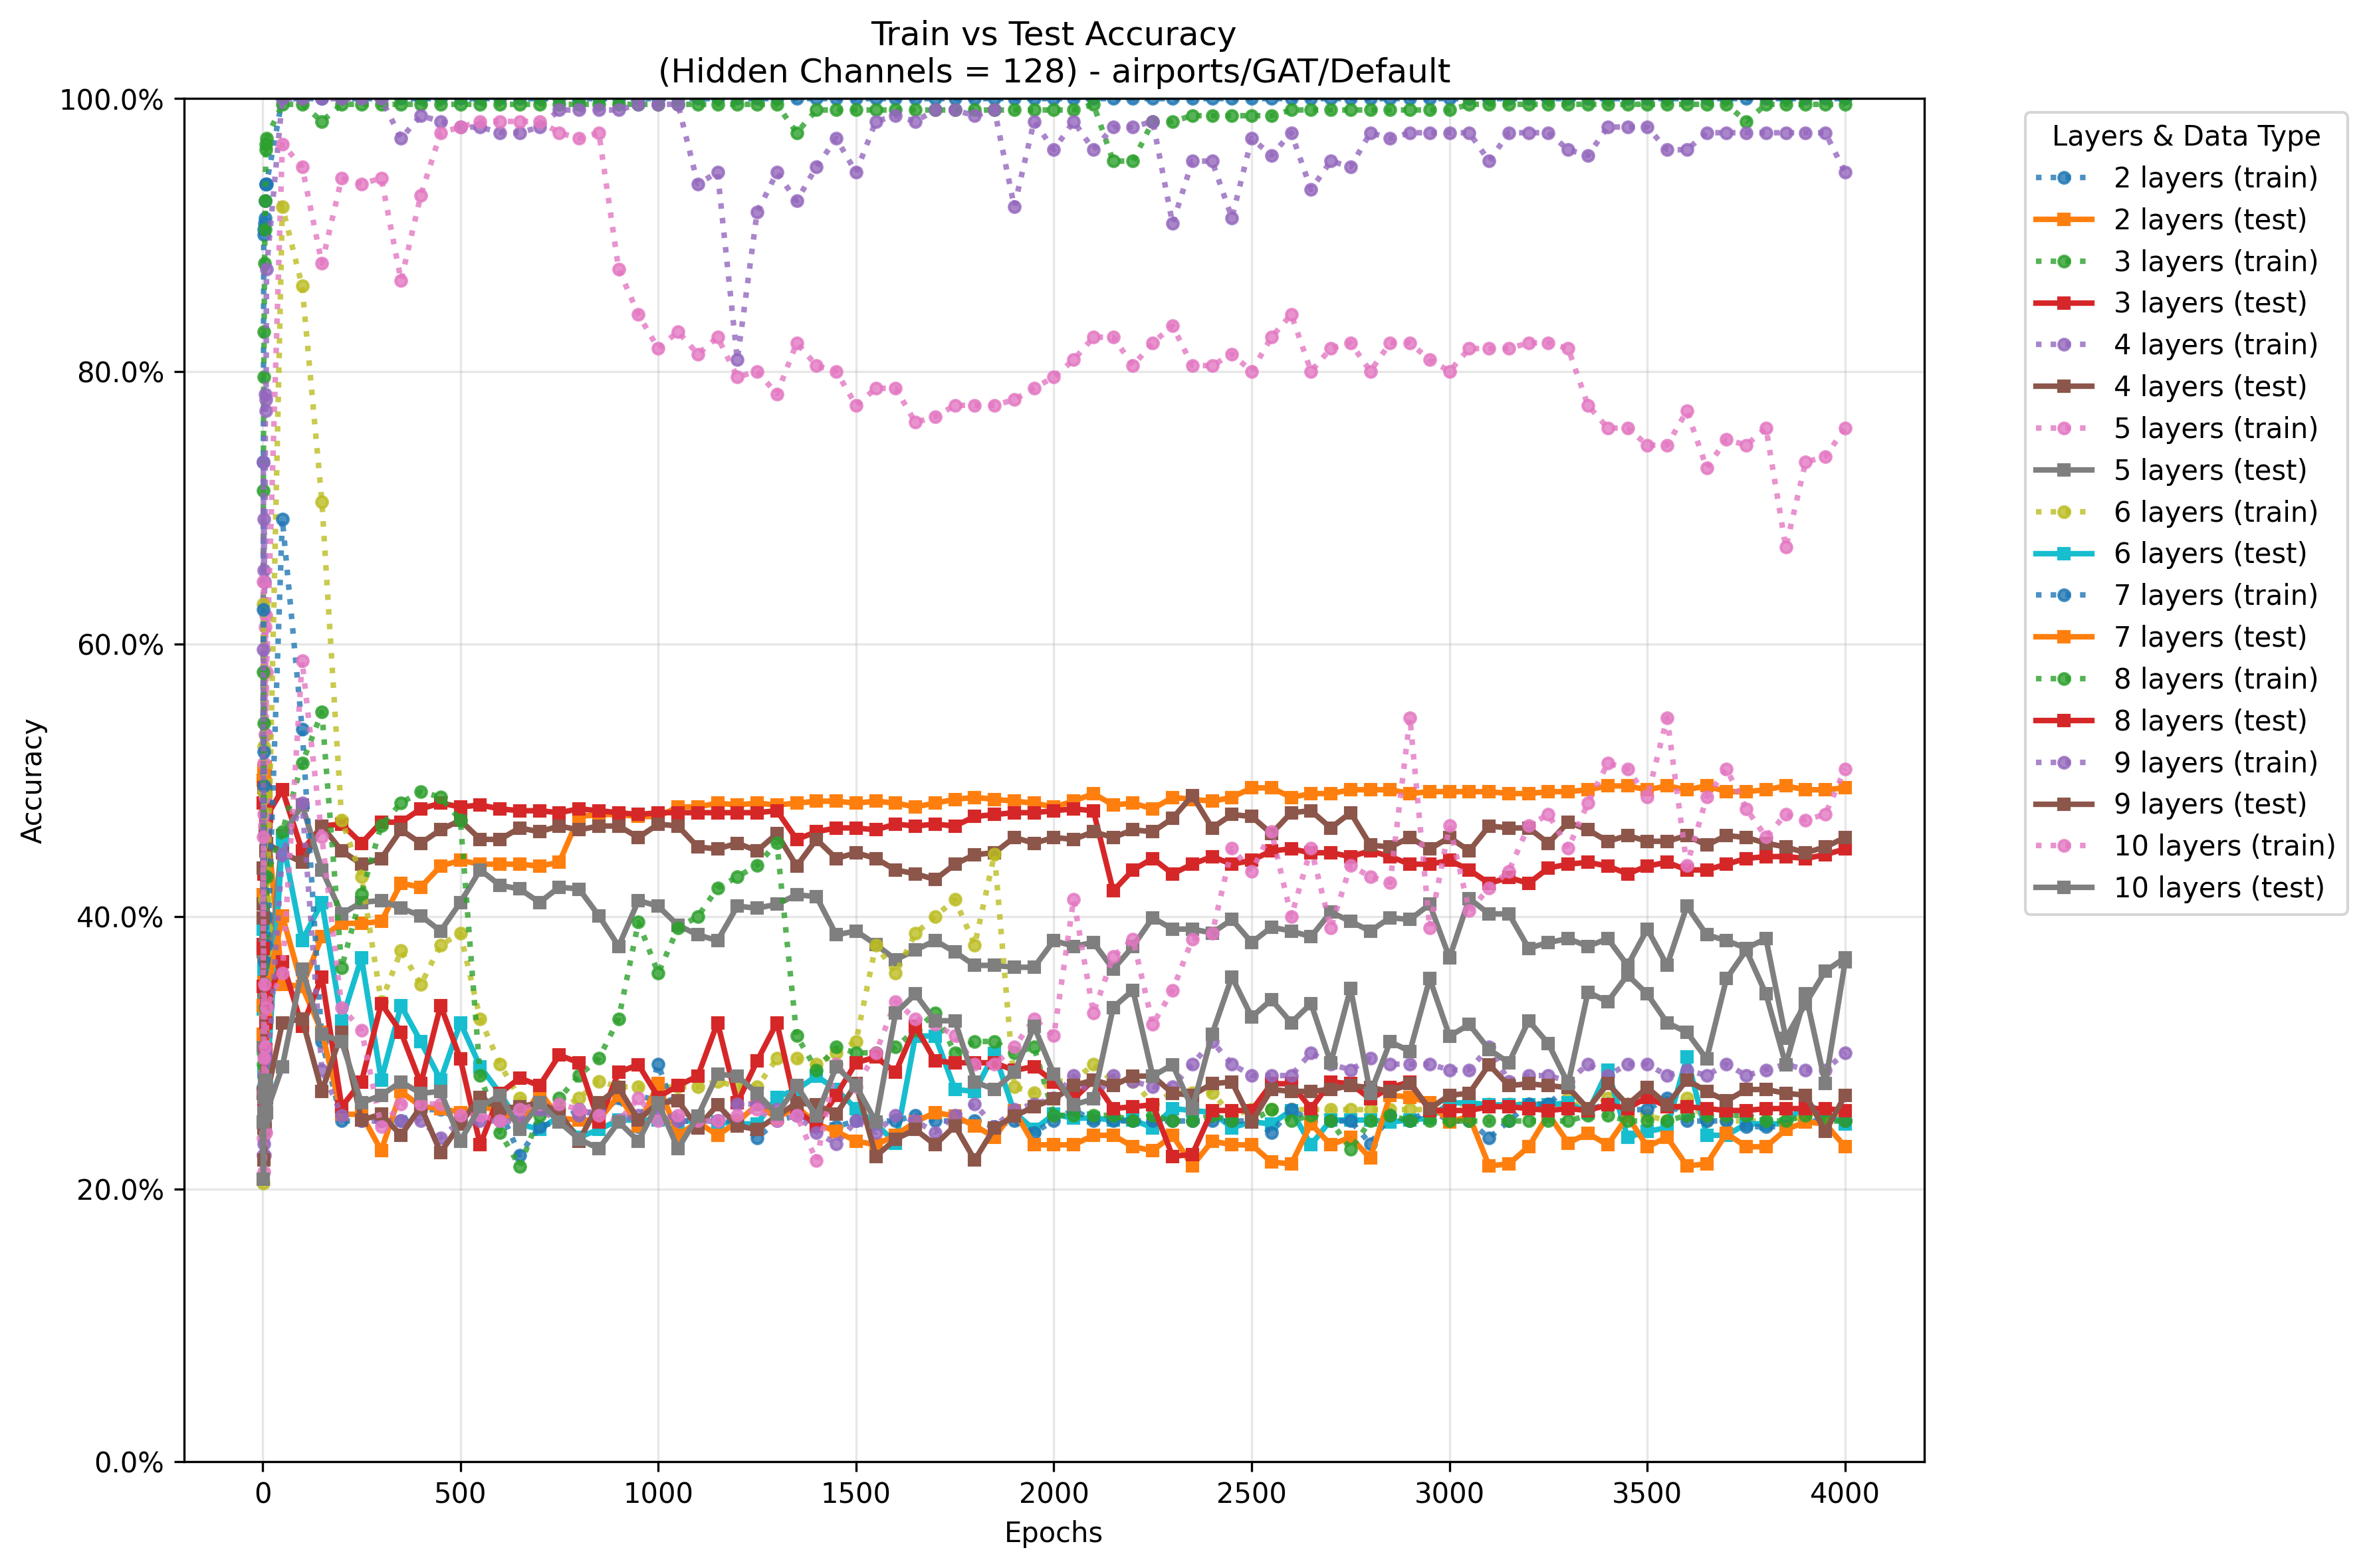 Train vs Test Accuracy
(Hidden Channels = 128) - airports/GAT/Default
100.0%
80.0%
60.0%
40.0%
20.0%
0.0%
Accuracy
0
500
1000
1500
2000
2500
3000
3500
4000
Epochs
Layers & Data Type
2 layers (train)
2 layers (test)
3 layers (train)
3 layers (test)
4 layers (train)
4 layers (test)
5 layers (train)
5 layers (test)
6 layers (train)
6 layers (test)
7 layers (train)
7 layers (test)
8 layers (train)
8 layers (test)
9 layers (train)
9 layers (test)
10 layers (train)
10 layers (test)